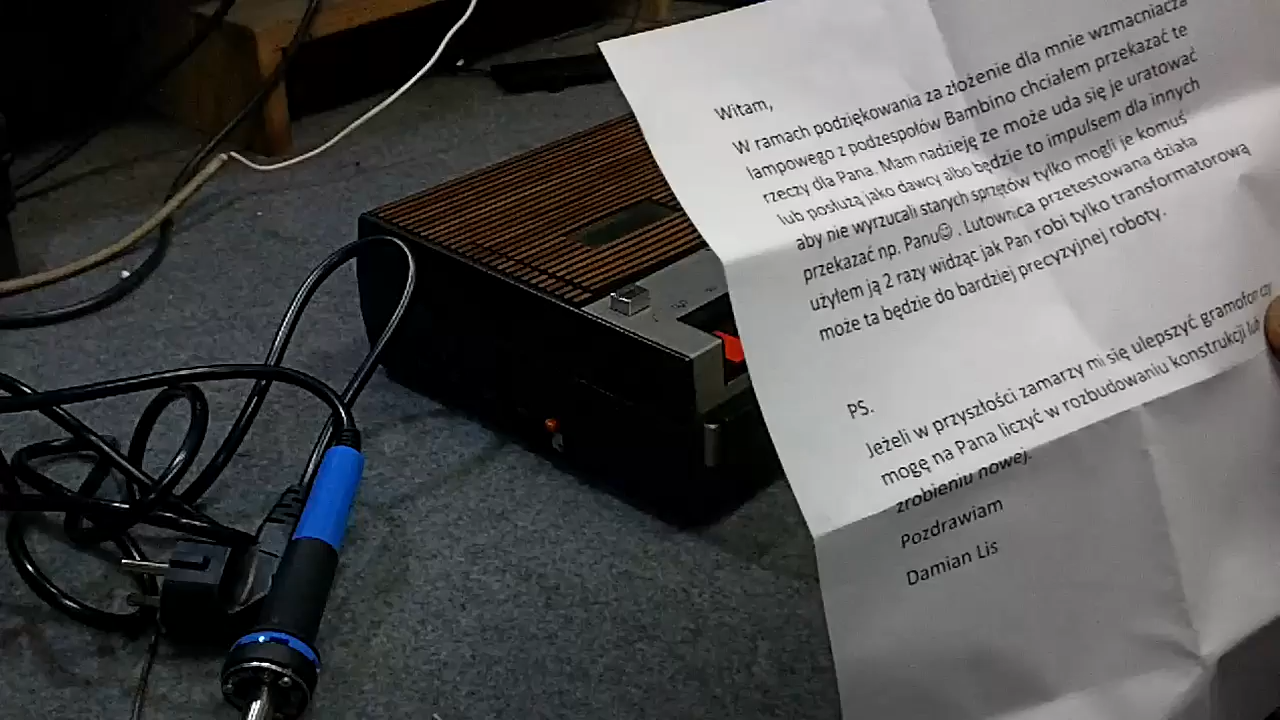 Witam,
W ramach podziękowania za złożenie dla mnie wzmacniacza
lampowego z podzespołów Bambino chciałem przekazać te
rzeczy dla Pana. Mam nadzieję ze może uda się je uratować
lub posłużą jako dawcy albo będzie to impulsem dla innych
aby nie wyrzucali starych sprzętów tylko mogli je komuś
przekazać np. Panu☺ . Lutownica przetestowana działa
użyłem ją 2 razy widząc jak Pan robi tylko transformatorową
może ta będzie do bardziej precyzyjnej roboty.
PS.
Jeżeli w przyszłości zamarzy mi się ulepszyć gramofon czy
mogę na Pana liczyć w rozbudowaniu konstrukcji lub
zrobieniu nowej.
Pozdrawiam
Damian Lis